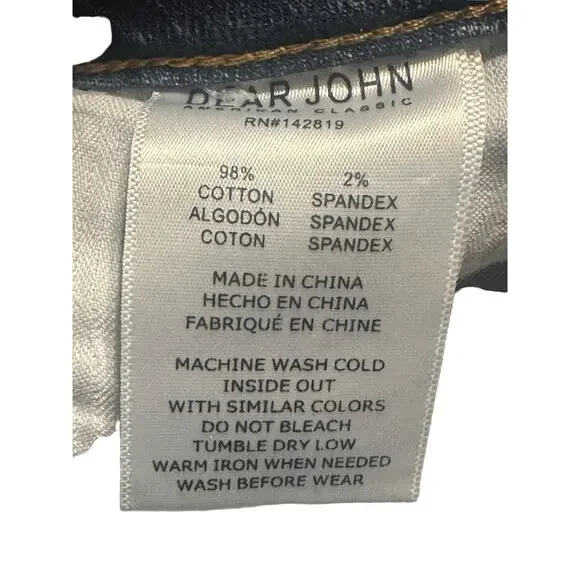 DEAR JOHN
AMERICAN CLASSIC
RN#142819
98% 2%
COTTON SPANDEX
ALGODÓN SPANDEX
COTON SPANDEX
MADE IN CHINA
HECHO EN CHINA
FABRIQUÉ EN CHINE
MACHINE WASH COLD
INSIDE OUT
WITH SIMILAR COLORS
DO NOT BLEACH
TUMBLE DRY LOW
WARM IRON WHEN NEEDED
WASH BEFORE WEAR